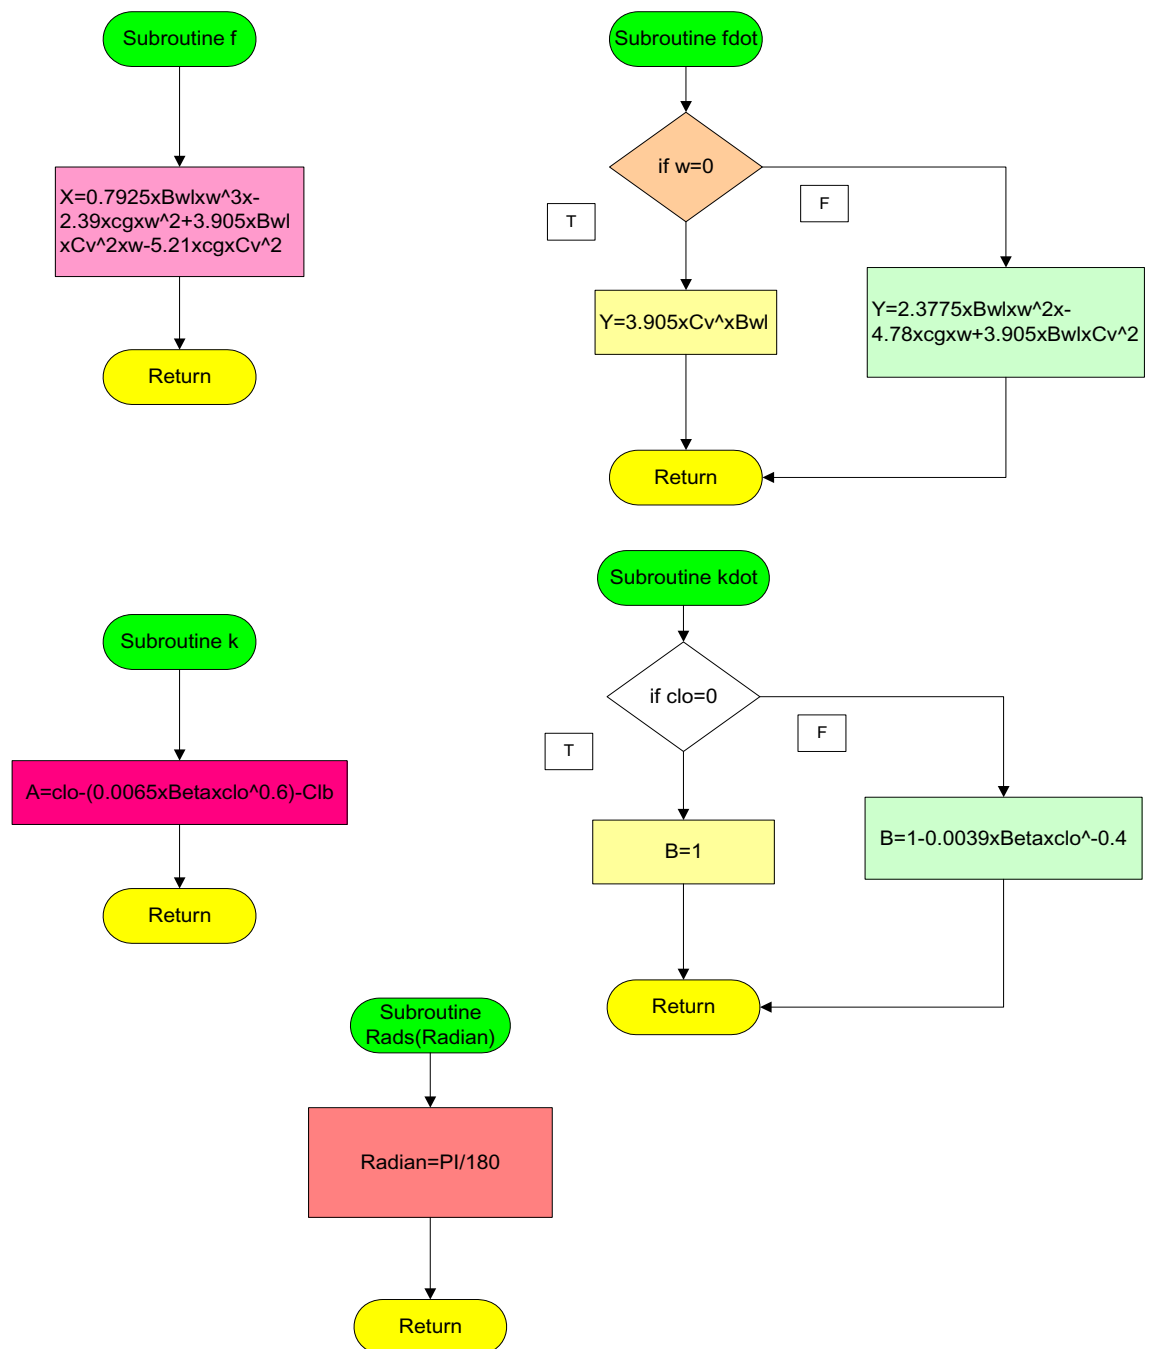 Subroutine f
X=0.7925xBwlxw^3x-
2.39xcgxw^2+3.905xBwl
xCv^2xw-5.21xcgxCv^2
Return
Subroutine fdot
if w=0
T
F
Y=3.905xCv^xBwl
Y=2.3775xBwlxw^2x-
4.78xcgxw+3.905xBwlxCv^2
Return
Subroutine k
A=clo-(0.0065xBetaxclo^0.6)-Clb
Return
Subroutine kdot
if clo=0
T
F
B=1
B=1-0.0039xBetaxclo^-0.4
Return
Subroutine
Rads(Radian)
Radian=PI/180
Return